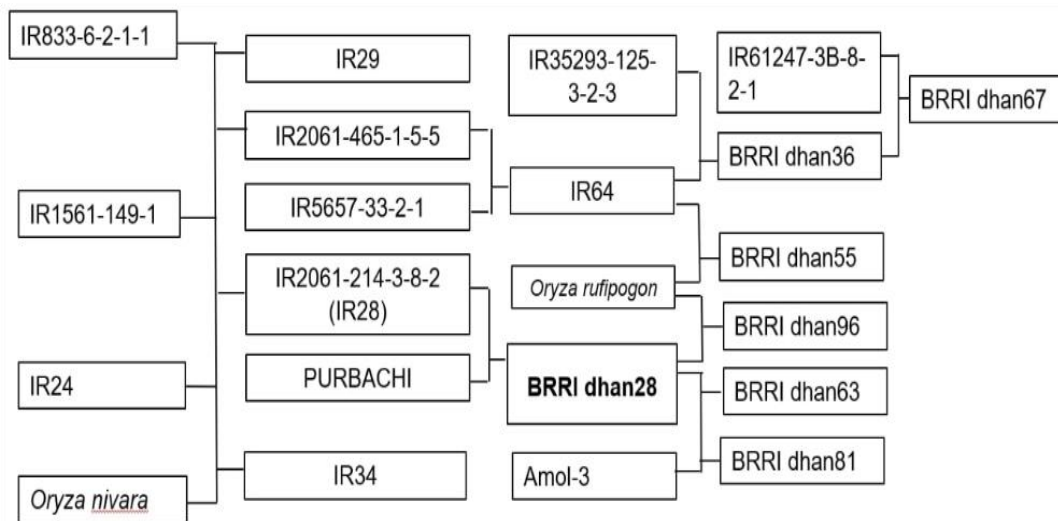 IR833-6-2-1-1
IR1561-149-1
IR24
Oryza nivara
IR29
IR2061-465-1-5-5
IR5657-33-2-1
IR2061-214-3-8-2
(IR28)
PURBACHI
IR34
IR35293-125-
3-2-3
IR64
Oryza rufipogon
BRRI dhan28
Amol-3
IR61247-3B-8-
2-1
BRRI dhan36
BRRI dhan55
BRRI dhan96
BRRI dhan63
BRRI dhan81
BRRI dhan67